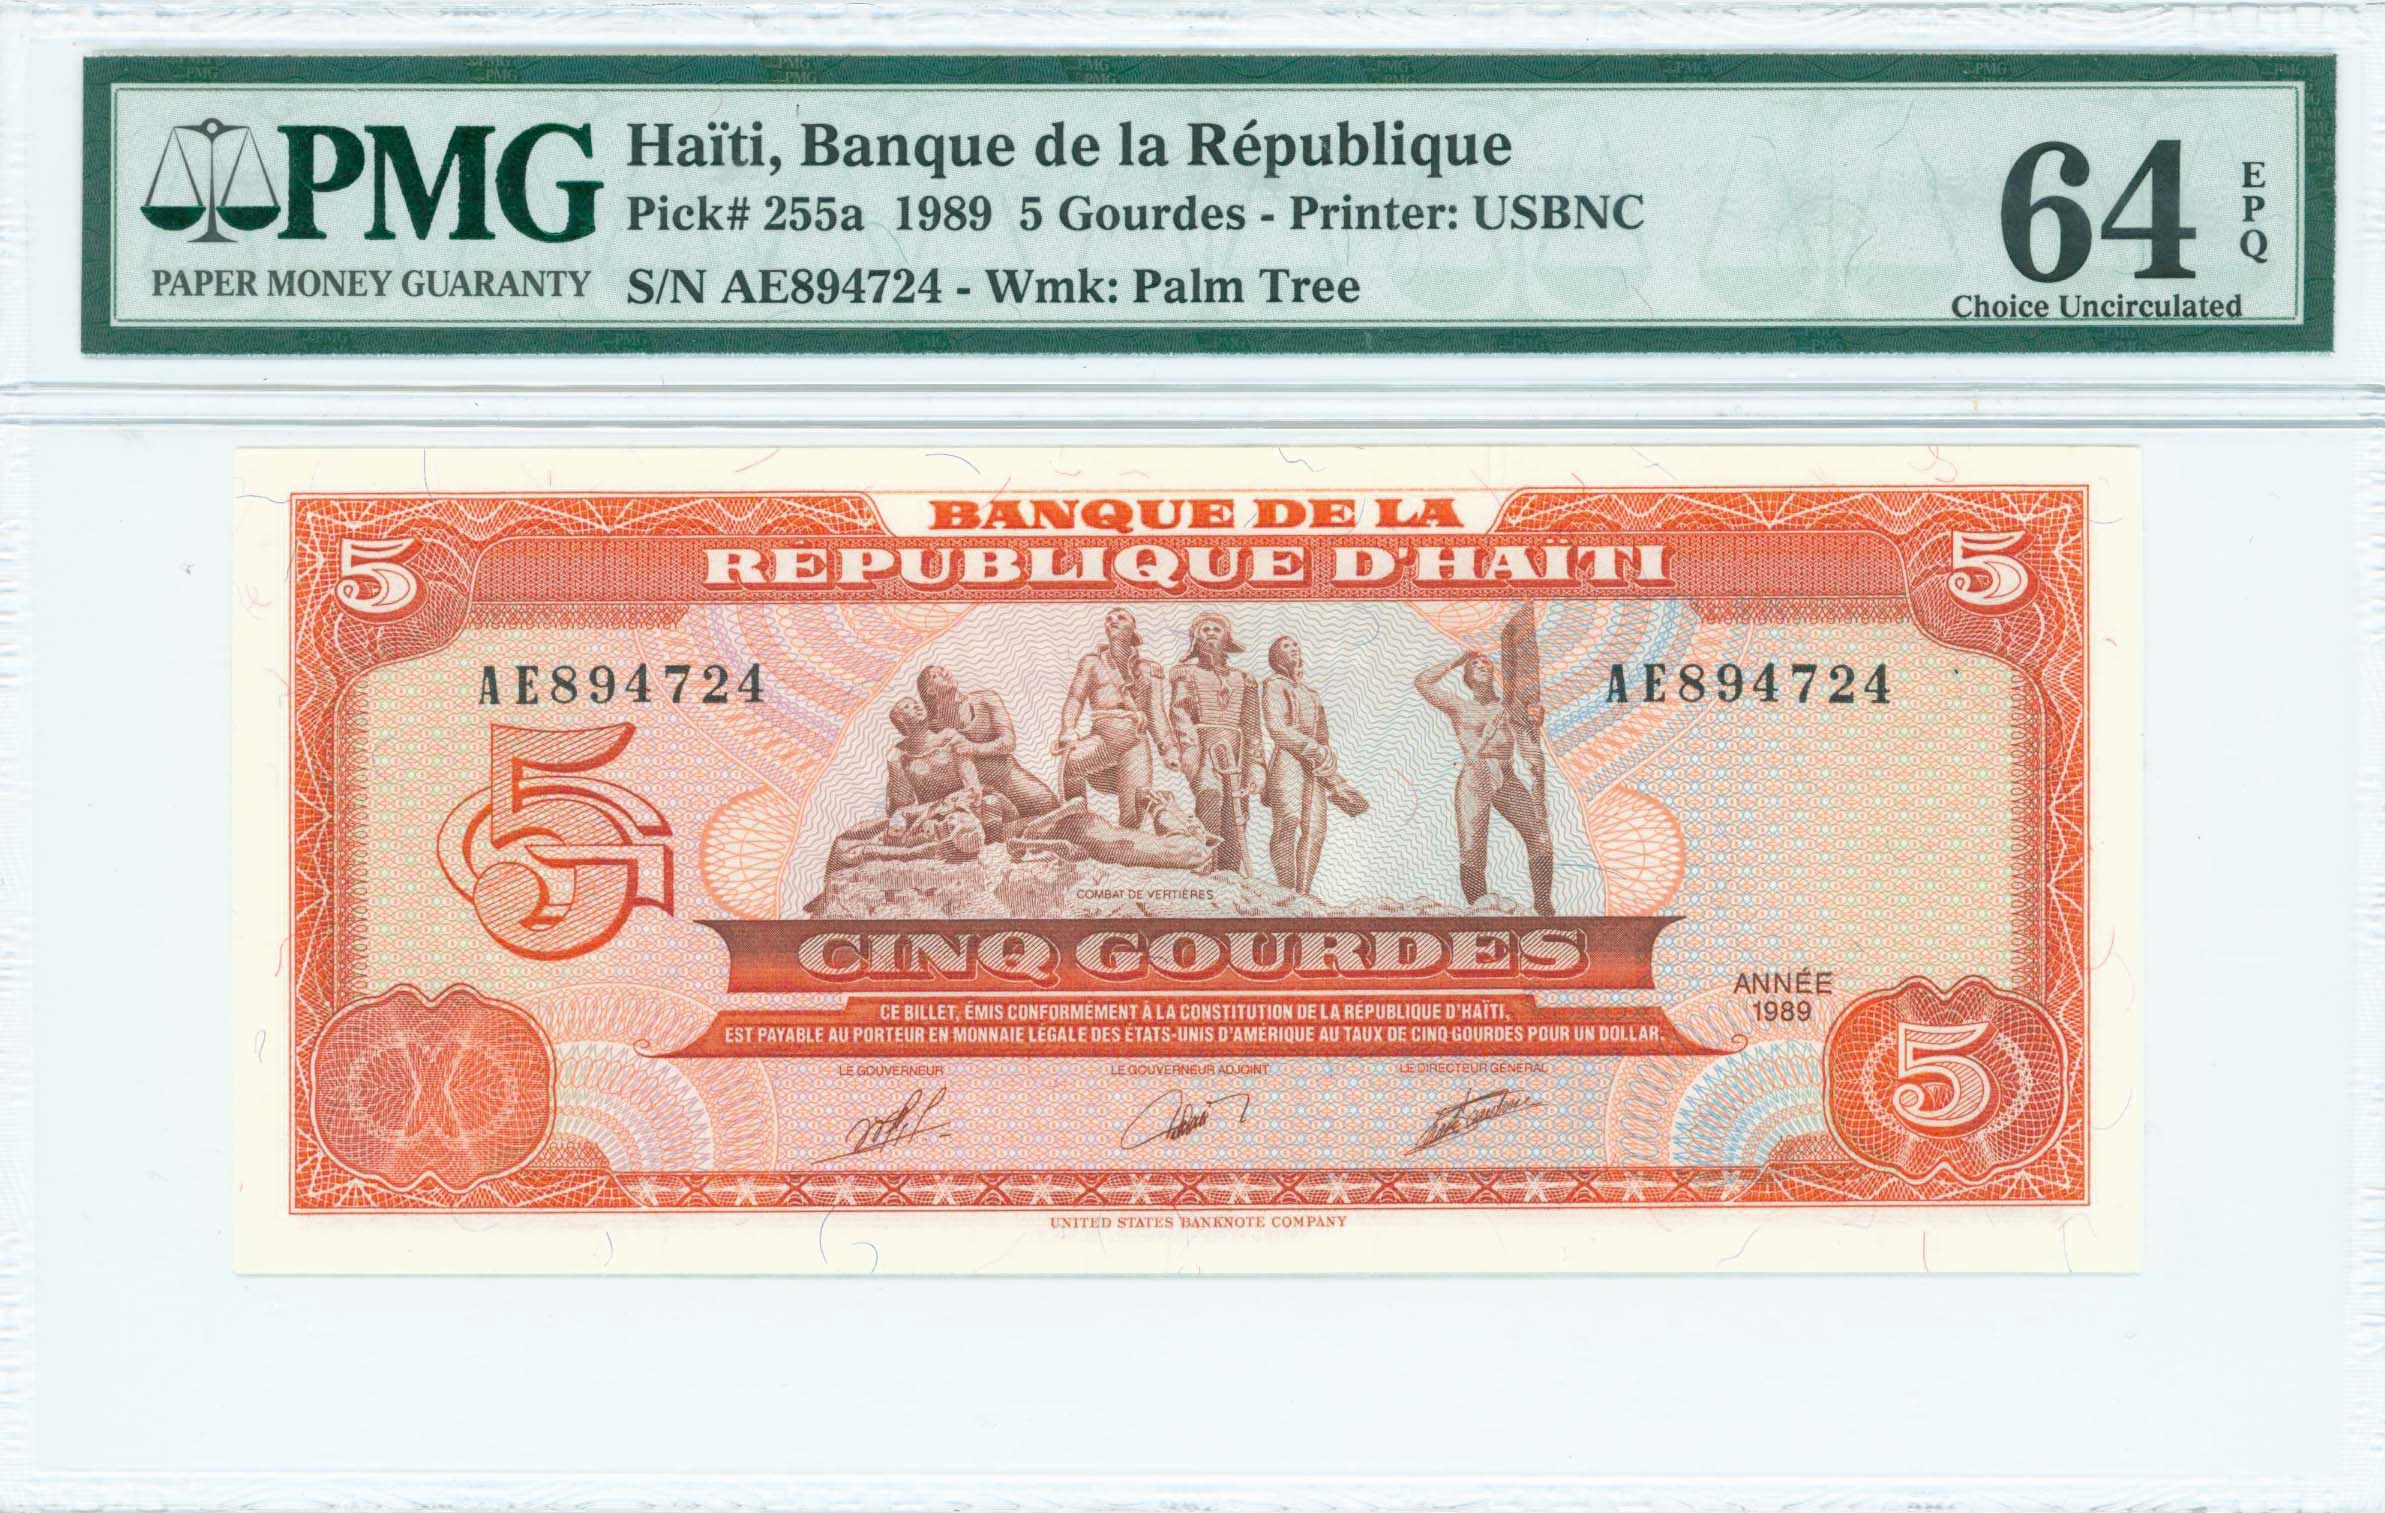 PMG
PAPER MONEY GUARANTY
Haïti, Banque de la République
Pick# 255a 1989 5 Gourdes - Printer: USBNC
S/N AE894724 - Wmk: Palm Tree
64
EPQ
Choice Uncirculated
BANQUE DE LA
RÉPUBLIQUE D'HAÏTI
5
5
AE894724
AE894724
5G
COMBAT DE VERTIÈRES
CINQ GOURDES
ANNÉE
1989
CE BILLET, ÉMIS CONFORMÉMENT À LA CONSTITUTION DE LA RÉPUBLIQUE D'HAÏTI,
EST PAYABLE AU PORTEUR EN MONNAIE LÉGALE DES ÉTATS-UNIS D'AMÉRIQUE AU TAUX DE CINQ GOURDES POUR UN DOLLAR.
5
LE GOUVERNEUR
LE GOUVERNEUR ADJOINT
LE DIRECTEUR GÉNÉRAL
UNITED STATES BANKNOTE COMPANY